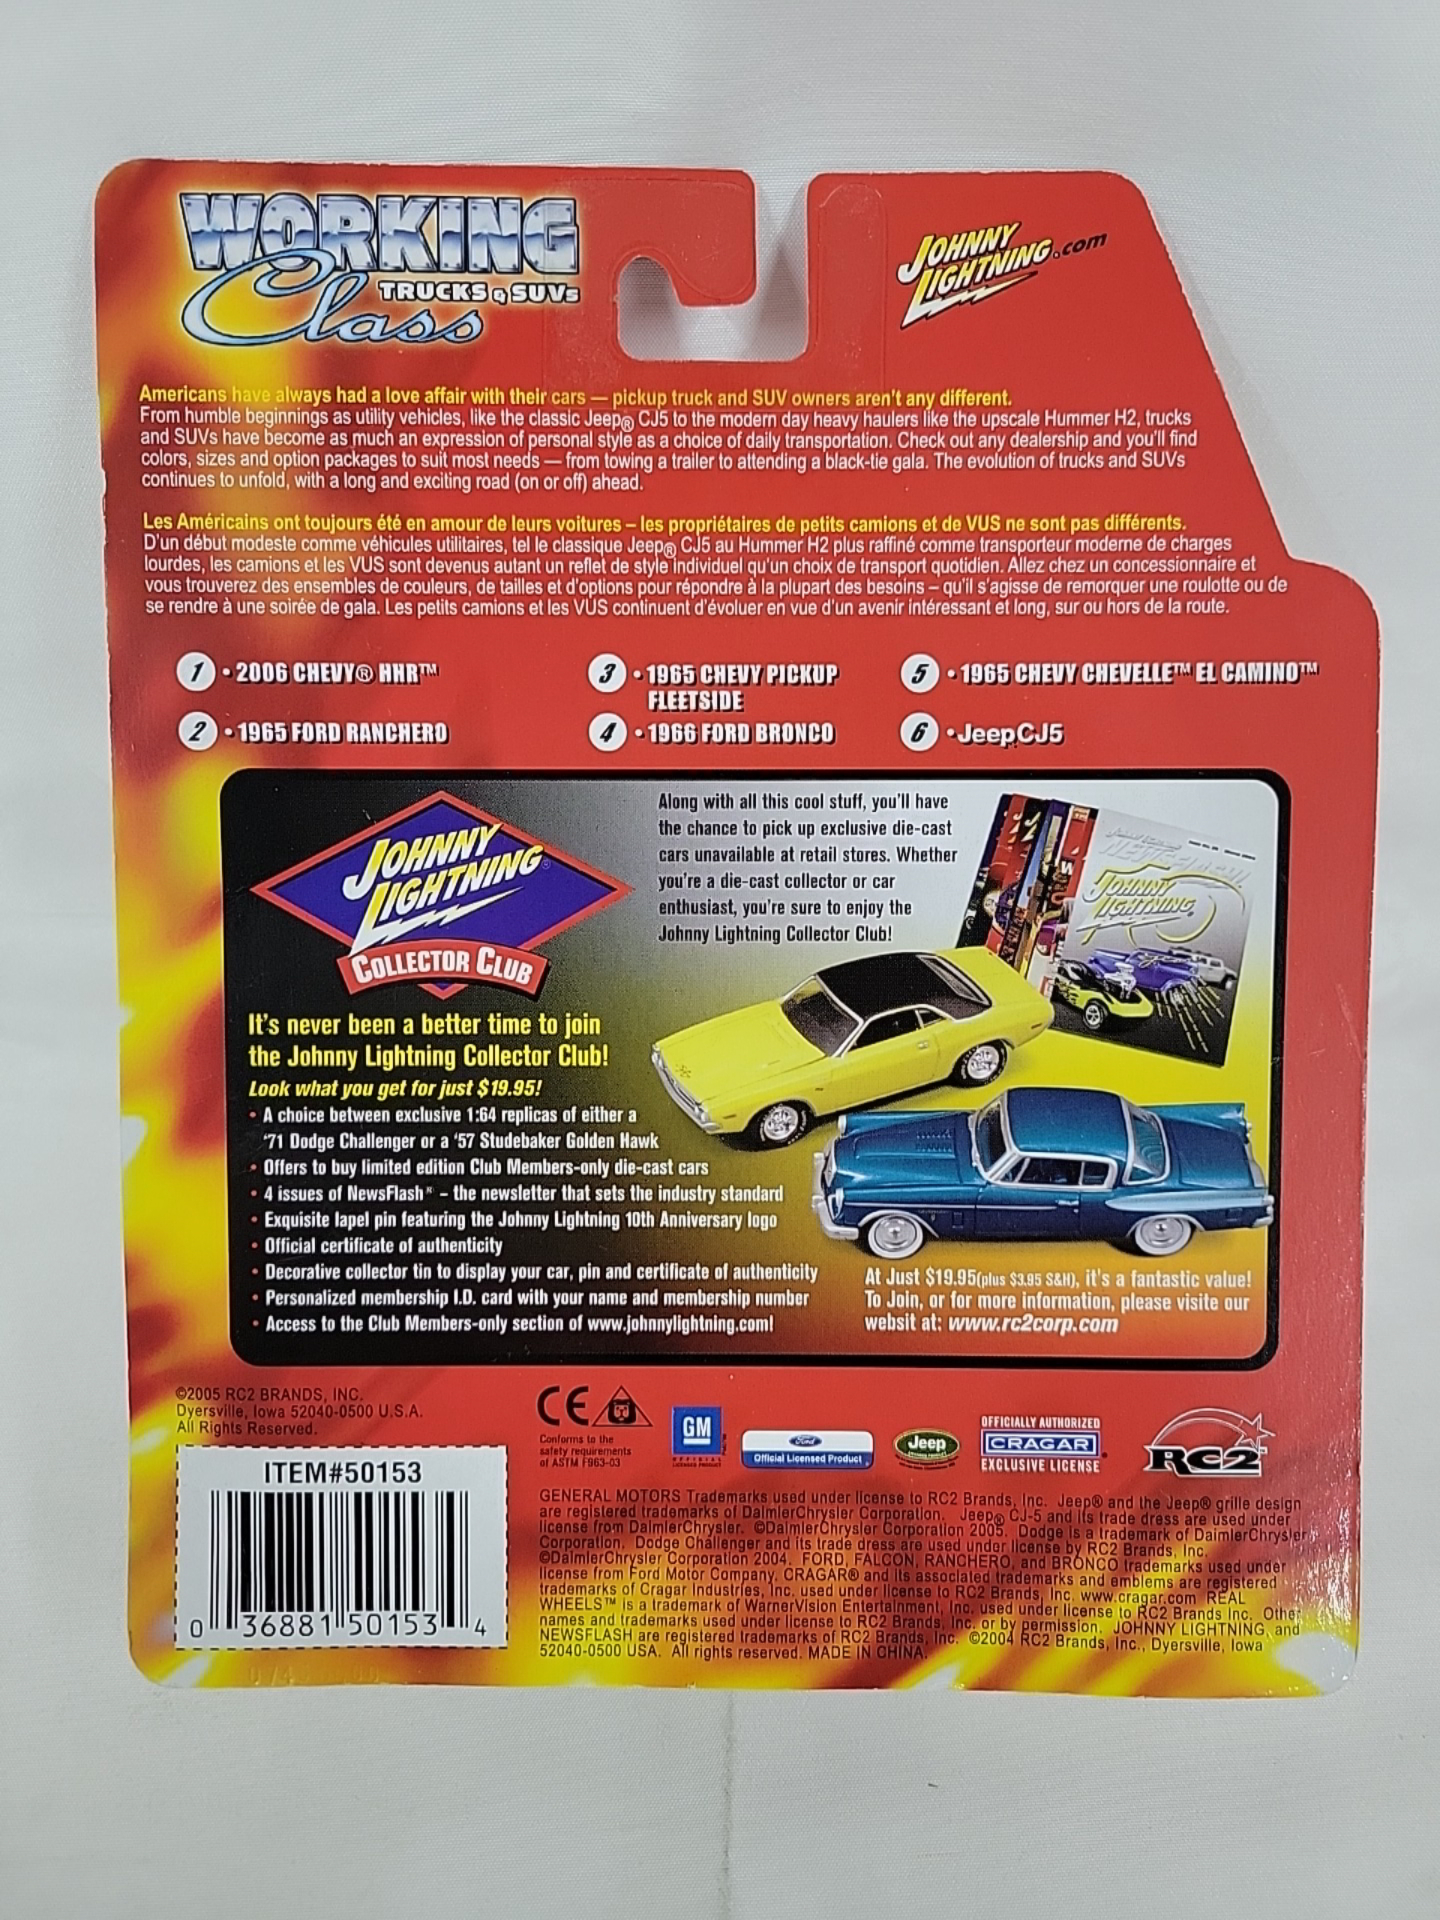 WORKING
TRUCKS & SUVs
Class
JOHNNY
LIGHTNING.com
Americans have always had a love affair with their cars — pickup truck and SUV owners aren't any different.
From humble beginnings as utility vehicles, like the classic Jeep® CJ5 to the modern day heavy haulers like the upscale Hummer H2, trucks
and SUVs have become as much an expression of personal style as a choice of daily transportation. Check out any dealership and you'll find
colors, sizes and option packages to suit most needs — from towing a trailer to attending a black-tie gala. The evolution of trucks and SUVs
continues to unfold, with a long and exciting road (on or off) ahead.
Les Américains ont toujours été en amour de leurs voitures – les propriétaires de petits camions et de VUS ne sont pas différents.
D'un début modeste comme véhicules utilitaires, tel le classique Jeep® CJ5 au Hummer H2 plus raffiné comme transporteur moderne de charges
lourdes, les camions et les VUS sont devenus autant un reflet de style individuel qu'un choix de transport quotidien. Allez chez un concessionnaire et
vous trouverez des ensembles de couleurs, de tailles et d'options pour répondre à la plupart des besoins – qu'il s'agisse de remorquer une roulotte ou de
se rendre à une soirée de gala. Les petits camions et les VUS continuent d'évoluer en vue d'un avenir intéressant et long, sur ou hors de la route.
1 • 2006 CHEVY® HHR™
2 • 1965 FORD RANCHERO
3 • 1965 CHEVY PICKUP
FLEETSIDE
4 • 1966 FORD BRONCO
5 • 1965 CHEVY CHEVELLE™ EL CAMINO™
6 • Jeep CJ5
JOHNNY
LIGHTNING®
COLLECTOR CLUB
Along with all this cool stuff, you'll have
the chance to pick up exclusive die-cast
cars unavailable at retail stores. Whether
you're a die-cast collector or car
enthusiast, you're sure to enjoy the
Johnny Lightning Collector Club!
JOHNNY
LIGHTNING
It's never been a better time to join
the Johnny Lightning Collector Club!
Look what you get for just $19.95!
• A choice between exclusive 1:64 replicas of either a
'71 Dodge Challenger or a '57 Studebaker Golden Hawk
• Offers to buy limited edition Club Members-only die-cast cars
• 4 issues of NewsFlash® – the newsletter that sets the industry standard
• Exquisite lapel pin featuring the Johnny Lightning 10th Anniversary logo
• Official certificate of authenticity
• Decorative collector tin to display your car, pin and certificate of authenticity
• Personalized membership I.D. card with your name and membership number
• Access to the Club Members-only section of www.johnnylightning.com!
At Just $19.95(plus $3.95 S&H), it's a fantastic value!
To Join, or for more information, please visite our
websit at: www.rc2corp.com
©2005 RC2 BRANDS, INC.
Dyersville, Iowa 52040-0500 U.S.A.
All Rights Reserved.
ITEM#50153
0 36881 50153 4
CE
Conforms to the
safety requirements
of ASTM F963-03
GM
OFFICIAL
LICENSED PRODUCT
Ford
Official Licensed Product
Jeep
OFFICIALLY AUTHORIZED
CRAGAR
EXCLUSIVE LICENSE
RC2
GENERAL MOTORS Trademarks used under license to RC2 Brands, Inc. Jeep® and the Jeep® grille design
are registered trademarks of DaimlerChrysler Corporation. Jeep® CJ-5 and its trade dress are used under
license from DaimlerChrysler. ©DaimlerChrysler Corporation 2005. Dodge is a trademark of DaimlerChrysler
Corporation. Dodge Challenger and its trade dress are used under license by RC2 Brands, Inc.
©DaimlerChrysler Corporation 2004. FORD, FALCON, RANCHERO, and BRONCO trademarks used under
license from Ford Motor Company. CRAGAR® and its associated trademarks and emblems are registered
trademarks of Cragar Industries, Inc. used under license to RC2 Brands, Inc. www.cragar.com REAL
WHEELS™ is a trademark of WarnerVision Entertainment, Inc. used under license to RC2 Brands Inc. Other
names and trademarks used under license to RC2 Brands, Inc. or by permission. JOHNNY LIGHTNING, and
NEWSFLASH are registered trademarks of RC2 Brands, Inc. ©2004 RC2 Brands, Inc., Dyersville, Iowa
52040-0500 USA. All rights reserved. MADE IN CHINA.